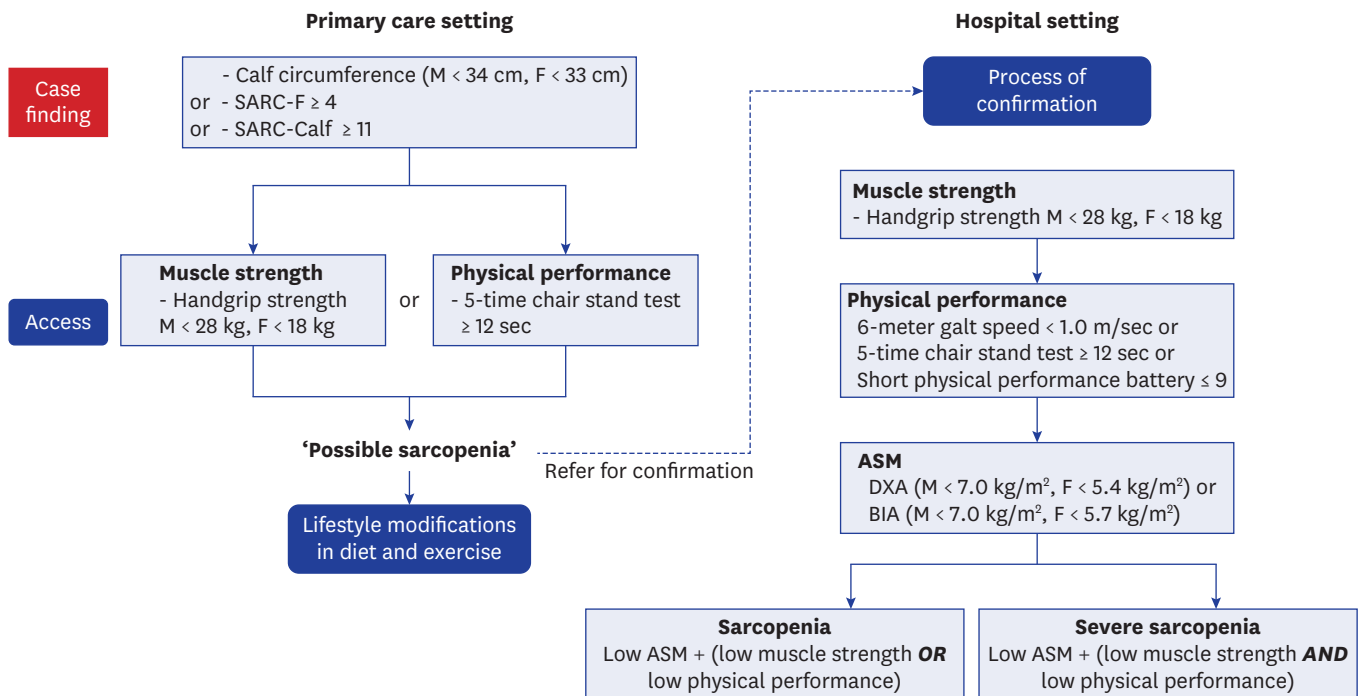 Primary care setting
Case
finding
- Calf circumference (M < 34 cm, F < 33 cm)
or - SARC-F ≥ 4
or - SARC-Calf ≥ 11
Access
Muscle strength
- Handgrip strength
M < 28 kg, F < 18 kg
or
Physical performance
- 5-time chair stand test
≥ 12 sec
‘Possible sarcopenia’
Refer for confirmation
Lifestyle modifications
in diet and exercise
Hospital setting
Process of
confirmation
Muscle strength
- Handgrip strength M < 28 kg, F < 18 kg
Physical performance
6-meter galt speed < 1.0 m/sec or
5-time chair stand test ≥ 12 sec or
Short physical performance battery ≤ 9
ASM
DXA (M < 7.0 kg/m², F < 5.4 kg/m²) or
BIA (M < 7.0 kg/m², F < 5.7 kg/m²)
Sarcopenia
Low ASM + (low muscle strength OR
low physical performance)
Severe sarcopenia
Low ASM + (low muscle strength AND
low physical performance)